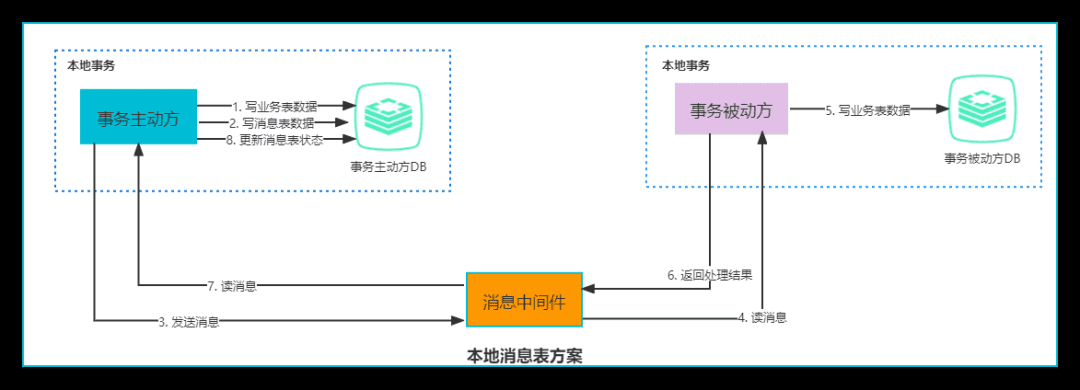 本地事务
事务主动方
1. 写业务表数据
2. 写消息表数据
8. 更新消息表状态
事务主动方DB
本地事务
事务被动方
5. 写业务表数据
事务被动方DB
7. 读消息
3. 发送消息
消息中间件
6. 返回处理结果
4. 读消息
本地消息表方案